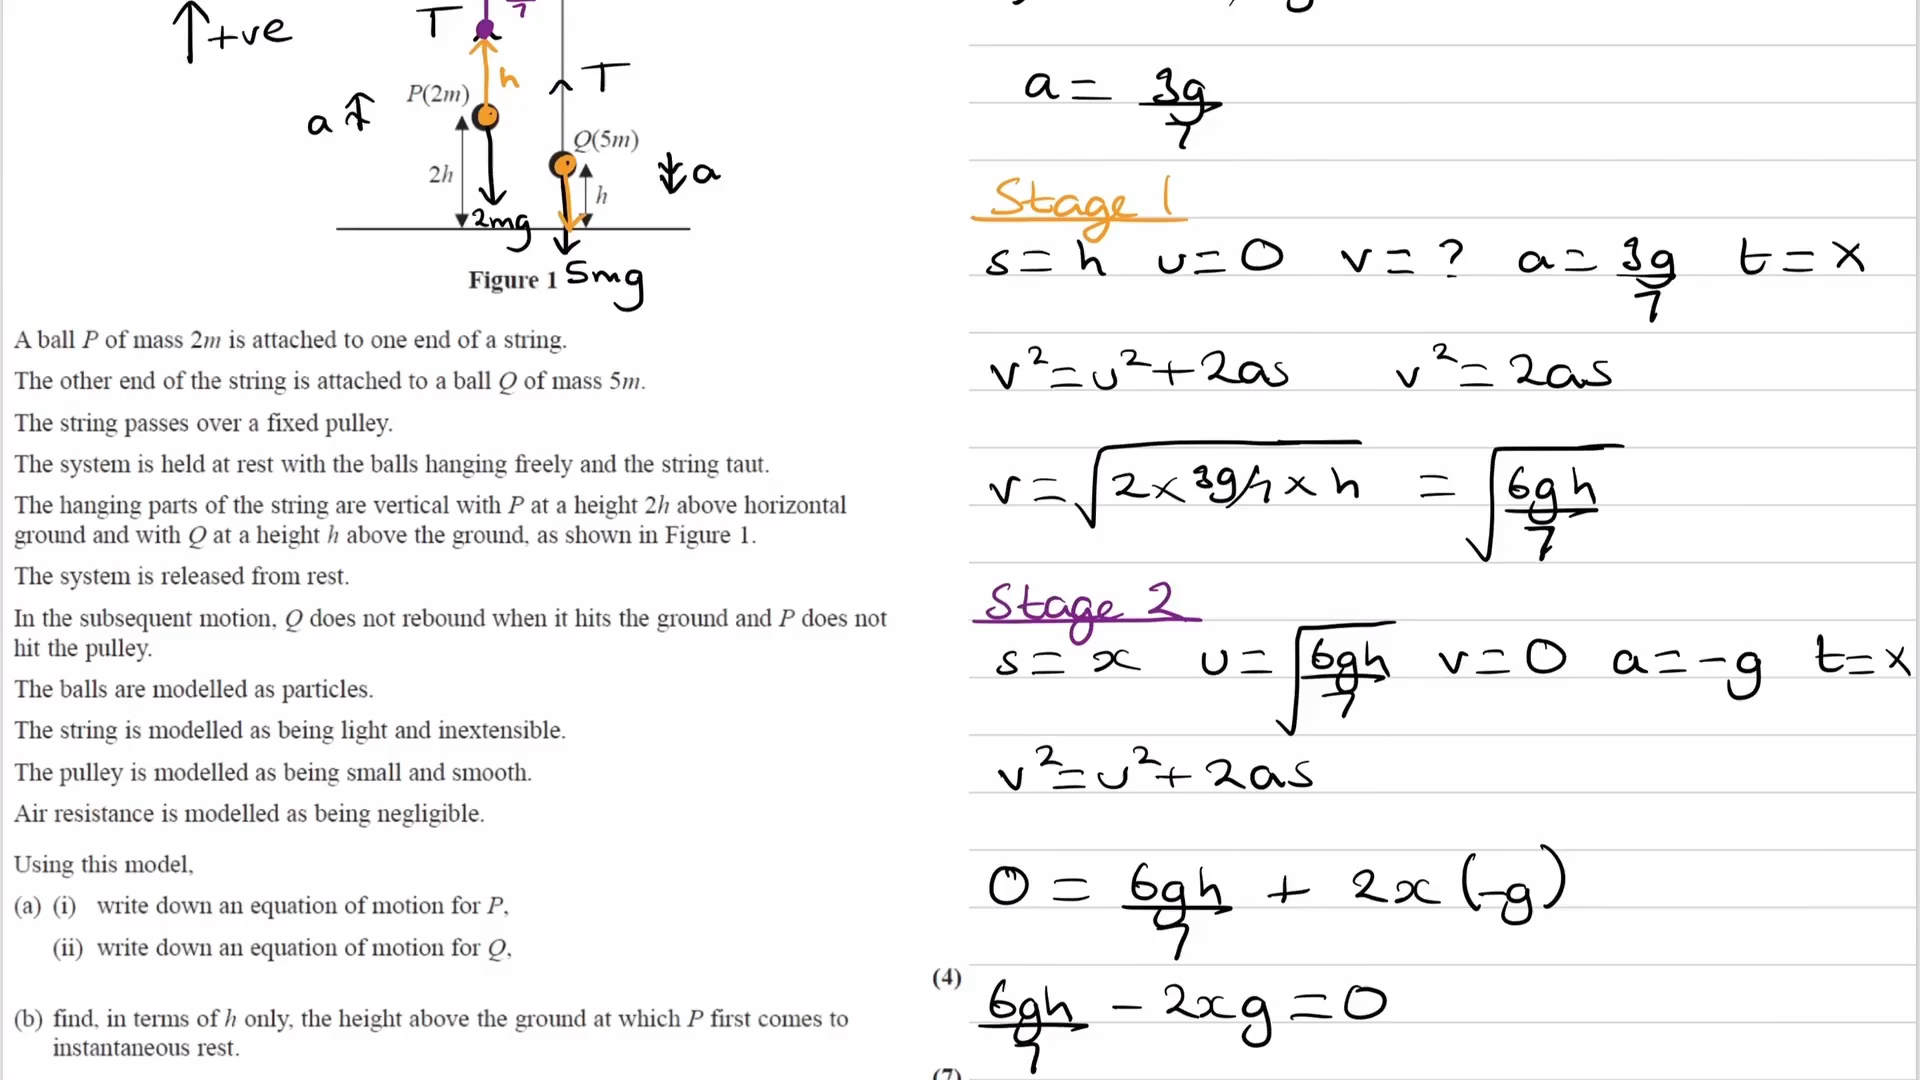 ↑+ve
T
7
h
T
a
P(2m)
Q(5m)
a
2h
h
2mg
Figure 1
5mg
A ball P of mass 2m is attached to one end of a string.
The other end of the string is attached to a ball Q of mass 5m.
The string passes over a fixed pulley.
The system is held at rest with the balls hanging freely and the string taut.
The hanging parts of the string are vertical with P at a height 2h above horizontal
ground and with Q at a height h above the ground, as shown in Figure 1.
The system is released from rest.
In the subsequent motion, Q does not rebound when it hits the ground and P does not
hit the pulley.
The balls are modelled as particles.
The string is modelled as being light and inextensible.
The pulley is modelled as being small and smooth.
Air resistance is modelled as being negligible.
Using this model,
(a) (i) write down an equation of motion for P,
(ii) write down an equation of motion for Q,
(4)
(b) find, in terms of h only, the height above the ground at which P first comes to
instantaneous rest.
(7)
a = 3g/7
Stage 1
s = h u = 0 v = ? a = 3g/7 t = x
v² = u² + 2as v² = 2as
v = √(2 × 3g/7 × h) = √(6gh/7)
Stage 2
s = x u = √(6gh/7) v = 0 a = -g t = x
v² = u² + 2as
0 = 6gh/7 + 2x(-g)
6gh/7 - 2xg = 0